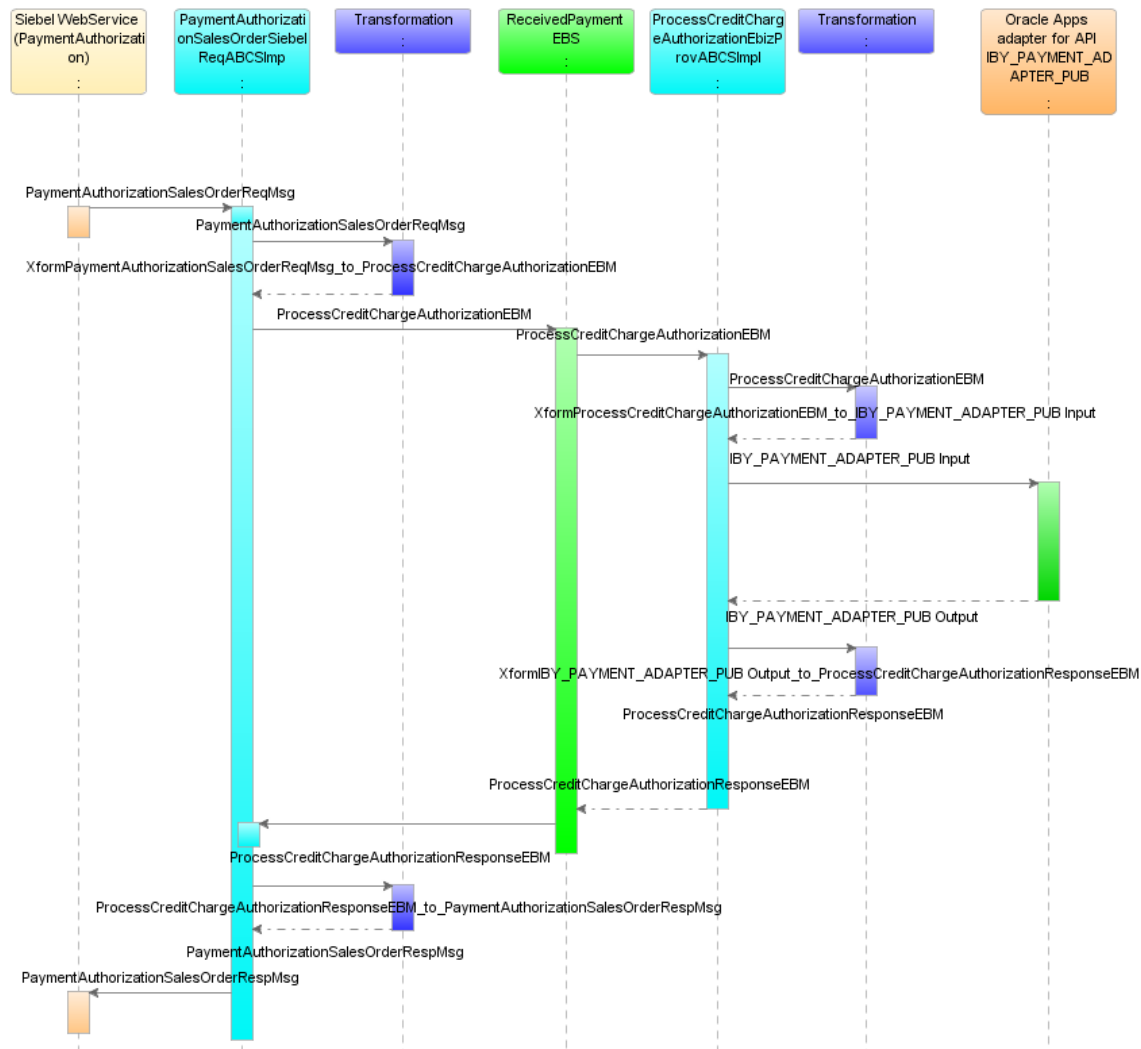 Siebel WebService
(PaymentAuthorizati
on)
:
PaymentAuthorizati
onSalesOrderSiebel
ReqABCSImp
:
Transformation
:
ReceivedPayment
EBS
:
ProcessCreditCharg
eAuthorizationEbizP
rovABCSImpl
:
Transformation
:
Oracle Apps
adapter for API
IBY_PAYMENT_AD
APTER_PUB
:
PaymentAuthorizationSalesOrderReqMsg
PaymentAuthorizationSalesOrderReqMsg
XformPaymentAuthorizationSalesOrderReqMsg_to_ProcessCreditChargeAuthorizationEBM
ProcessCreditChargeAuthorizationEBM
ProcessCreditChargeAuthorizationEBM
ProcessCreditChargeAuthorizationEBM
XformProcessCreditChargeAuthorizationEBM_to_IBY_PAYMENT_ADAPTER_PUB Input
IBY_PAYMENT_ADAPTER_PUB Input
IBY_PAYMENT_ADAPTER_PUB Output
XformIBY_PAYMENT_ADAPTER_PUB Output_to_ProcessCreditChargeAuthorizationResponseEBM
ProcessCreditChargeAuthorizationResponseEBM
ProcessCreditChargeAuthorizationResponseEBM
ProcessCreditChargeAuthorizationResponseEBM
ProcessCreditChargeAuthorizationResponseEBM_to_PaymentAuthorizationSalesOrderRespMsg
PaymentAuthorizationSalesOrderRespMsg
PaymentAuthorizationSalesOrderRespMsg